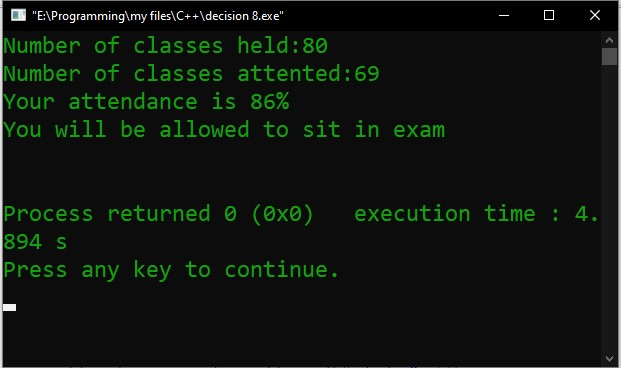 "E:\Programming\my files\C++\decision 8.exe"
Number of classes held:80
Number of classes attented:69
Your attendance is 86%
You will be allowed to sit in exam
Process returned 0 (0x0)   execution time : 4.
894 s
Press any key to continue.